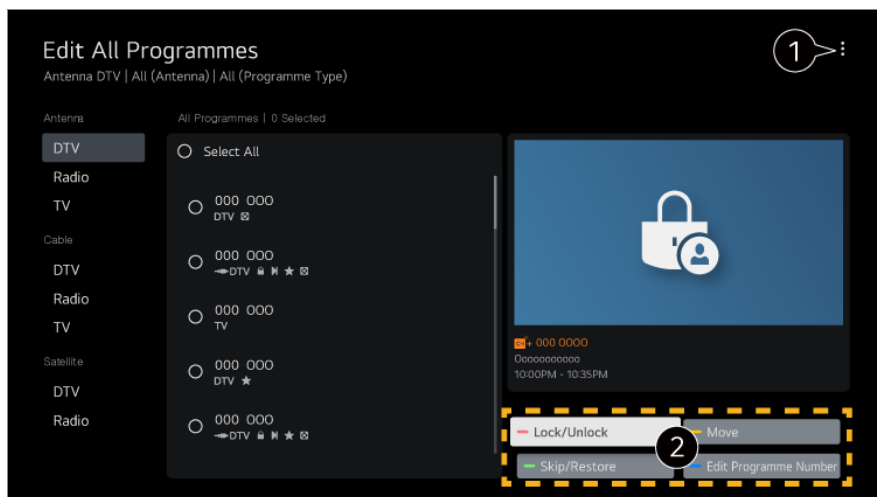 Edit All Programmes
Antenna DTV | All (Antenna) | All (Programme Type)
1
Antenna
DTV
Radio
TV
Cable
DTV
Radio
TV
Satellite
DTV
Radio
All Programmes | 0 Selected
Select All
000 000
DTV
000 000
DTV
000 000
TV
000 000
DTV
000 000
DTV
+ 000 0000
Ooooooooooo
10:00PM - 10:35PM
Lock/Unlock
Move
2
Skip/Restore
Edit Programme Number